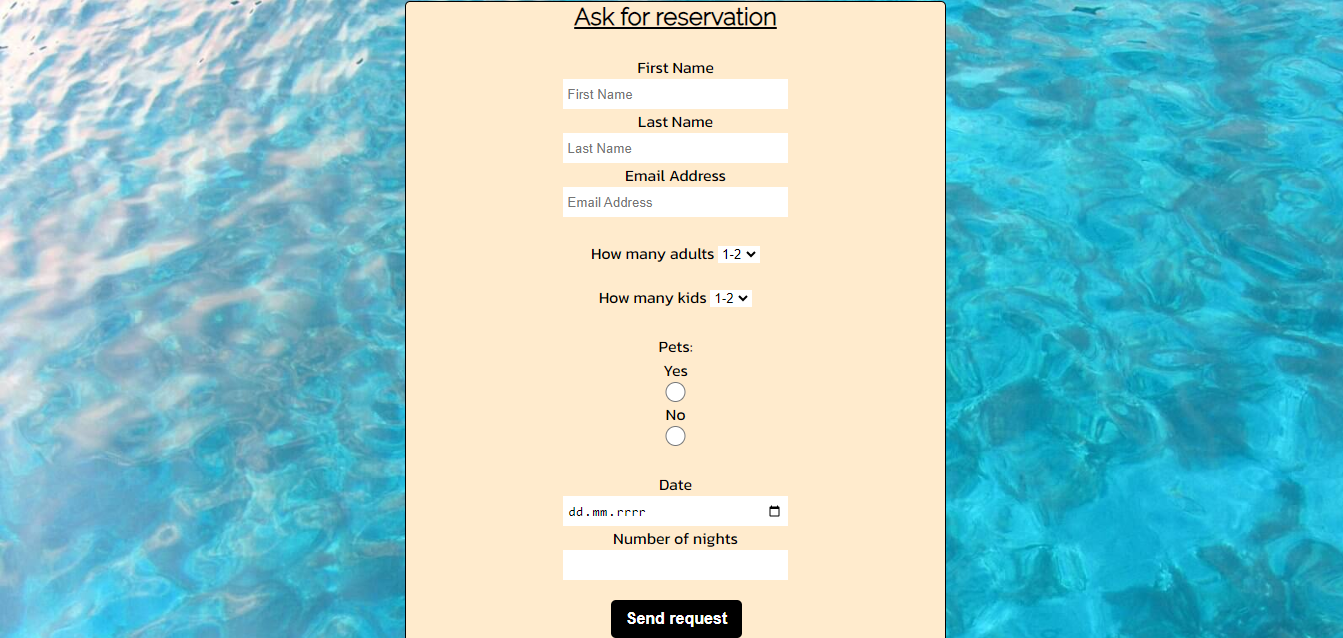 Ask for reservation
First Name
First Name
Last Name
Last Name
Email Address
Email Address
How many adults 1-2
How many kids 1-2
Pets:
Yes
No
Date
dd.mm.rrrr
Number of nights
Send request